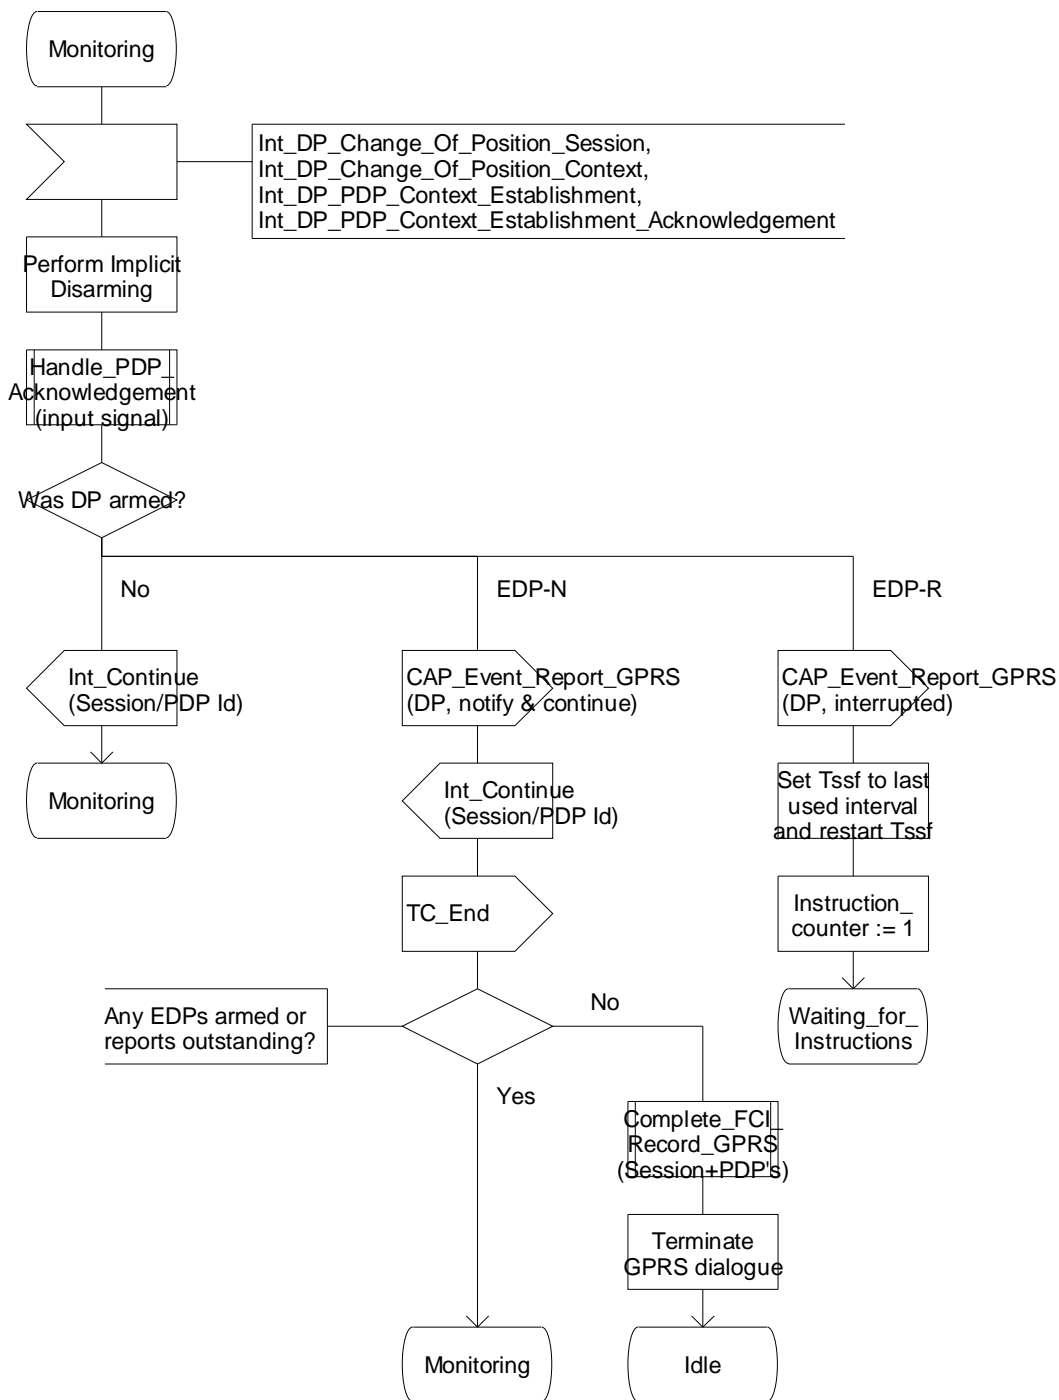 Monitoring
Int_DP_Change_Of_Position_Session,
Int_DP_Change_Of_Position_Context,
Int_DP_PDP_Context_Establishment,
Int_DP_PDP_Context_Establishment_Acknowledgement
Perform Implicit
Disarming
Handle_PDP_
Acknowledgement
(input signal)
Was DP armed?
No
EDP-N
EDP-R
Int_Continue
(Session/PDP Id)
CAP_Event_Report_GPRS
(DP, notify & continue)
CAP_Event_Report_GPRS
(DP, interrupted)
Monitoring
Int_Continue
(Session/PDP Id)
Set Tssf to last
used interval
and restart Tssf
TC_End
Instruction_
counter := 1
Any EDPs armed or
reports outstanding?
No
Yes
Waiting_for_
Instructions
Complete_FCI_
Record_GPRS
(Session+PDP's)
Terminate
GPRS dialogue
Monitoring
Idle